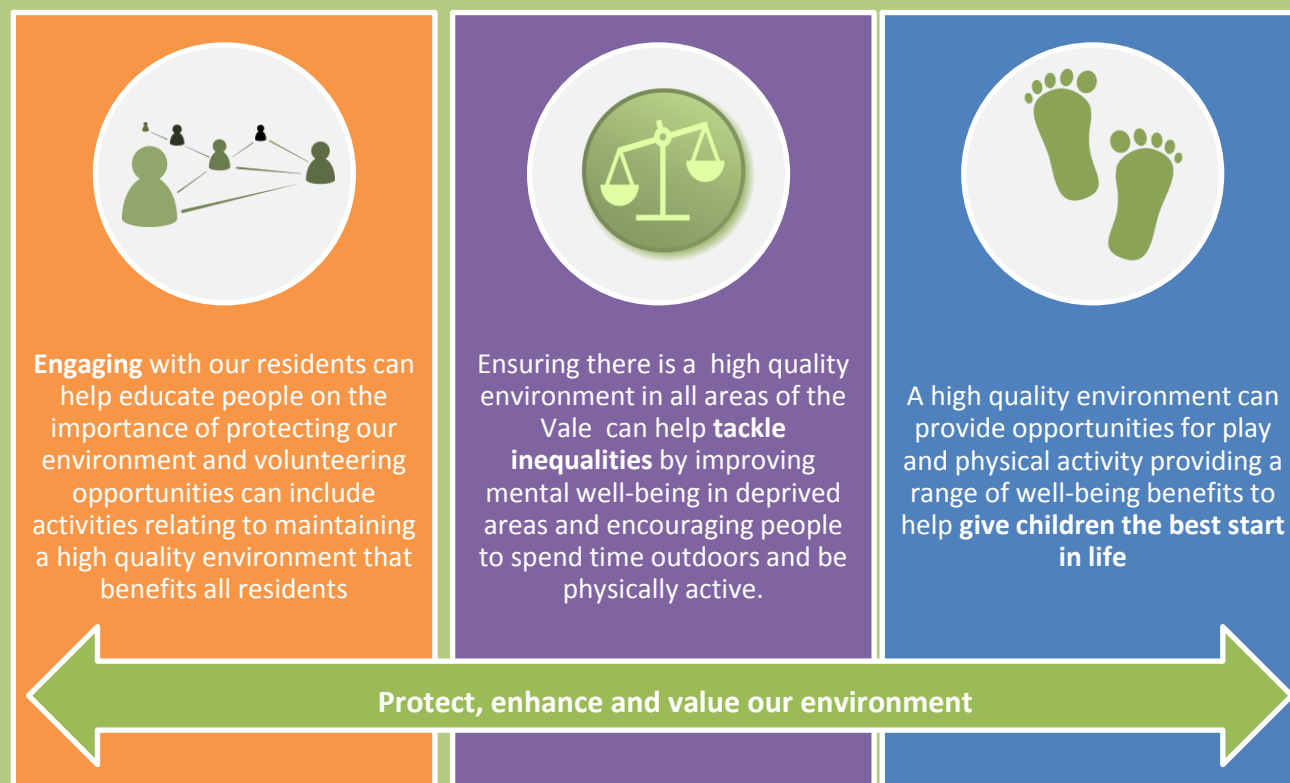 Engaging with our residents can
help educate people on the
importance of protecting our
environment and volunteering
opportunities can include
activities relating to maintaining
a high quality environment that
benefits all residents
Ensuring there is a high quality
environment in all areas of the
Vale can help tackle
inequalities by improving
mental well-being in deprived
areas and encouraging people
to spend time outdoors and be
physically active.
A high quality environment can
provide opportunities for play
and physical activity providing a
range of well-being benefits to
help give children the best start
in life
Protect, enhance and value our environment